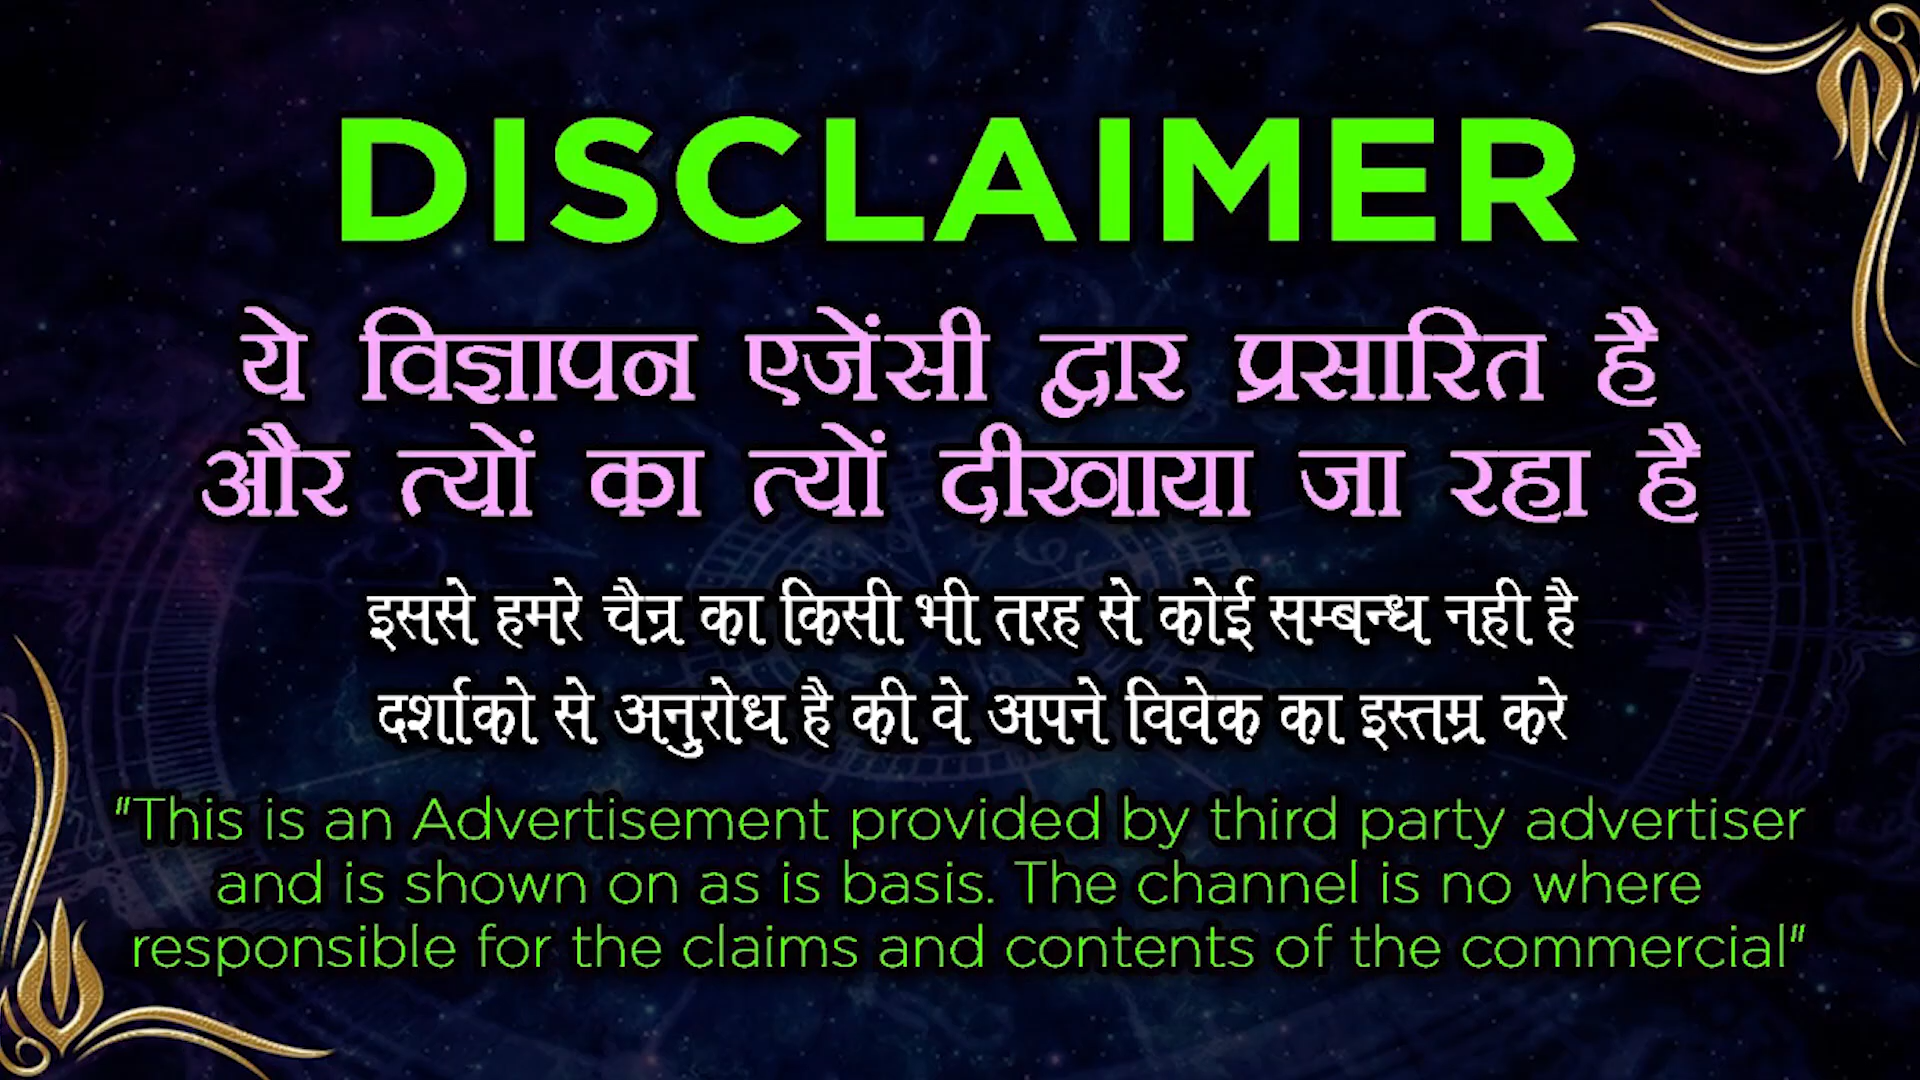 DISCLAIMER
ये विज्ञापन एजेंसी द्वार प्रसारित है
और त्यों का त्यों दीखाया जा रहा है
इससे हमरे चैन्र का किसी भी तरह से कोई सम्बन्ध नही है
दर्शाको से अनुरोध है की वे अपने विवेक का इस्तम्र करे
"This is an Advertisement provided by third party advertiser
and is shown on as is basis. The channel is no where
responsible for the claims and contents of the commercial"